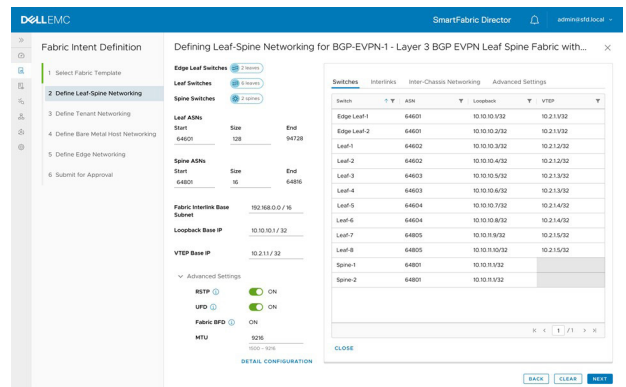 DELLEMC
SmartFabric Director
admin@sfd.local
Fabric Intent Definition
1 Select Fabric Template
2 Define Leaf-Spine Networking
3 Define Tenant Networking
4 Define Bare Metal Host Networking
5 Define Edge Networking
6 Submit for Approval
Defining Leaf-Spine Networking for BGP-EVPN-1 - Layer 3 BGP EVPN Leaf Spine Fabric with...
Edge Leaf Switches 2 leaves
Leaf Switches 6 leaves
Spine Switches 2 spines
Leaf ASNs
Start Size End
64601 128 94728
Spine ASNs
Start Size End
64801 16 64816
Fabric Interlink Base Subnet 192.168.0.0 / 16
Loopback Base IP 10.10.10.1 / 32
VTEP Base IP 10.2.1.1 / 32
Advanced Settings
RSTP ON
UFD ON
Fabric BFD ON
MTU 9216
1500 - 9216
DETAIL CONFIGURATION
Switches Interlinks Inter-Chassis Networking Advanced Settings
Switch ASN Loopback VTEP
Edge Leaf-1 64601 10.10.10.1/32 10.2.1.1/32
Edge Leaf-2 64601 10.10.10.2/32 10.2.1.1/32
Leaf-1 64602 10.10.10.3/32 10.2.1.2/32
Leaf-2 64602 10.10.10.4/32 10.2.1.2/32
Leaf-3 64603 10.10.10.5/32 10.2.1.3/32
Leaf-4 64603 10.10.10.6/32 10.2.1.3/32
Leaf-5 64604 10.10.10.7/32 10.2.1.4/32
Leaf-6 64604 10.10.10.8/32 10.2.1.4/32
Leaf-7 64805 10.10.11.9/32 10.2.1.5/32
Leaf-8 64805 10.10.11.10/32 10.2.1.5/32
Spine-1 64801 10.10.11.1/32
Spine-2 64801 10.10.11.1/32
1 / 1
CLOSE
BACK CLEAR NEXT